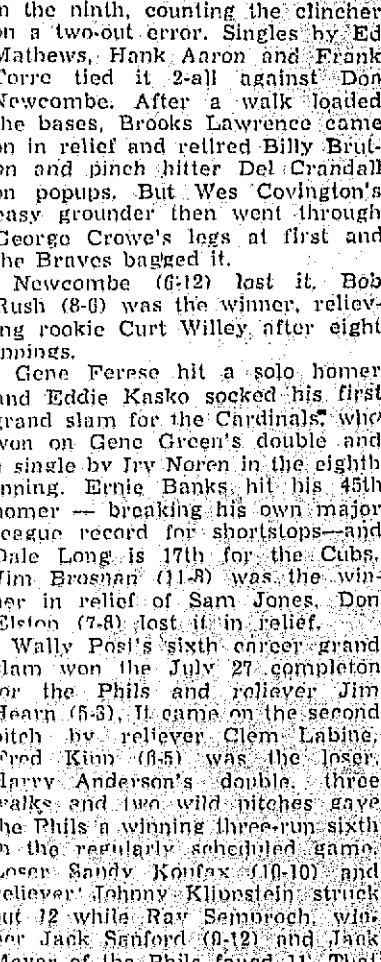 n the ninth, counting the clincher
on a two-out error. Singles by Ed
Mathews, Hank Aaron and Frank
Torre tied it 2-all against Don
Newcombe. After a walk loaded
the bases, Brooks Lawrence came
on in relief and retired Billy Brut-
on and pinch hitter Del Crandall
on popups. But Wes Covington's
easy grounder then went through
George Crowe's legs at first and
the Braves bagged it.
Newcombe (6-12) lost it. Bob
Rush (8-6) was the winner, reliev-
ing rookie Curt Willey after eight
innings.
Gene Ferese hit a solo homer
and Eddie Kasko socked his first
grand slam for the Cardinals, who
won on Gene Green's double and
a single by Irv Noren in the eighth
inning. Ernie Banks hit his 45th
homer — breaking his own major
league record for shortstops—and
Dale Long is 17th for the Cubs.
Jim Brosnan (11-8) was the win-
ner in relief of Sam Jones. Don
Elston (7-8) lost it in relief.
Wally Post's sixth career grand
slam won the July 27 completon
for the Phils and reliever Jim
Hearn (5-3). It came on the second
pitch by reliever Clem Labine.
Fred Kipp (6-5) was the loser.
Harry Anderson's double, three
walks and two wild pitches gave
the Phils a winning three-run sixth
in the regularly scheduled game.
Loser Sandy Koufax (10-10) and
reliever Johnny Klippstein struck
out 12 while Ray Semproch, win-
ner Jack Sanford (9-12) and Jack
Meyer of the Phils found 11. That